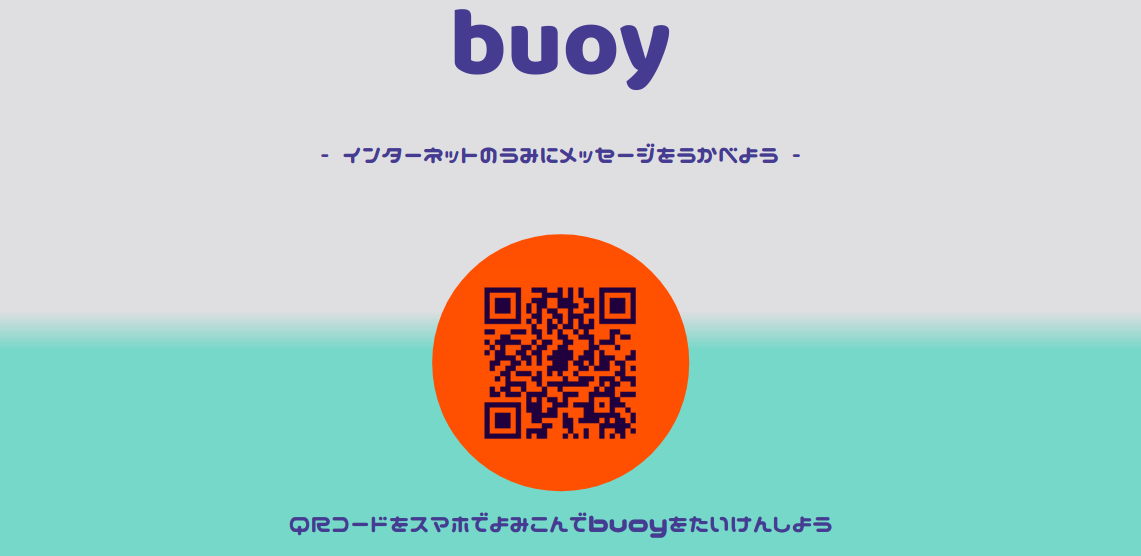 buoy
- インターネットのうみにメッセージをうかべよう -
QRコードをスマホでよみこんでbuoyをたいけんしよう